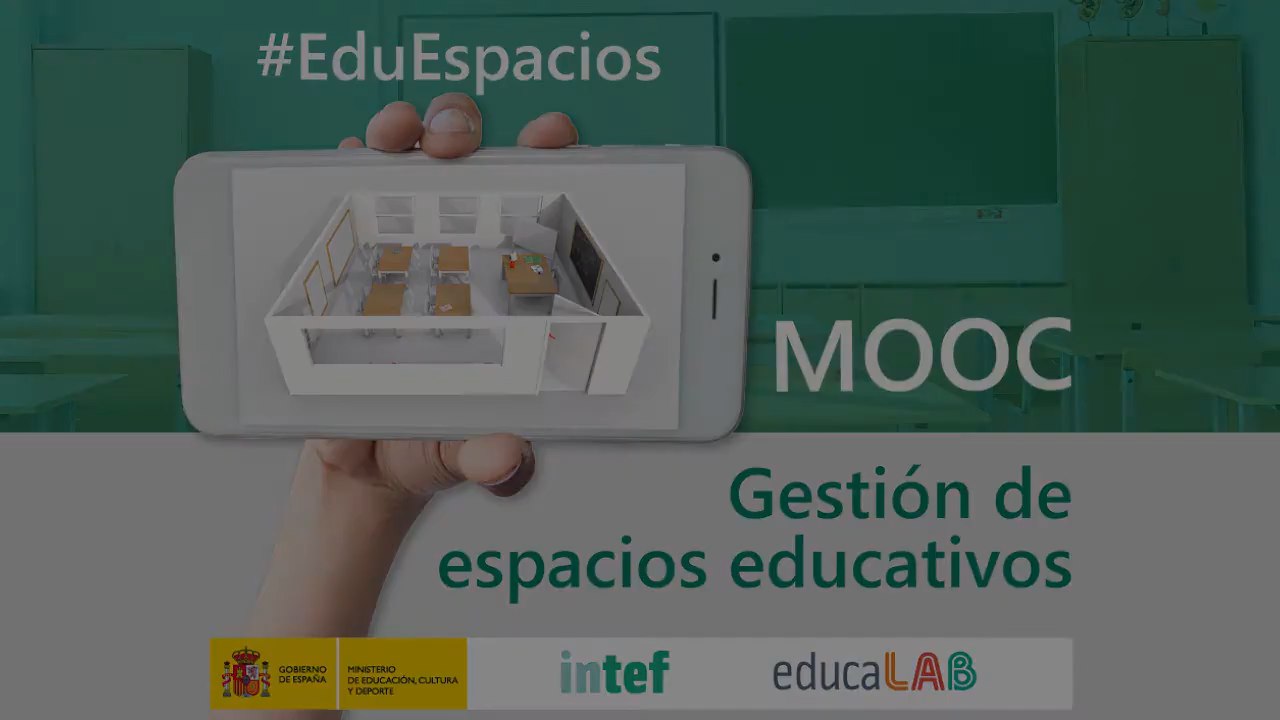 #EduEspacios
MOOC
Gestión de
espacios educativos
GOBIERNO
DE ESPAÑA
MINISTERIO
DE EDUCACIÓN, CULTURA
Y DEPORTE
intef
educaLAB